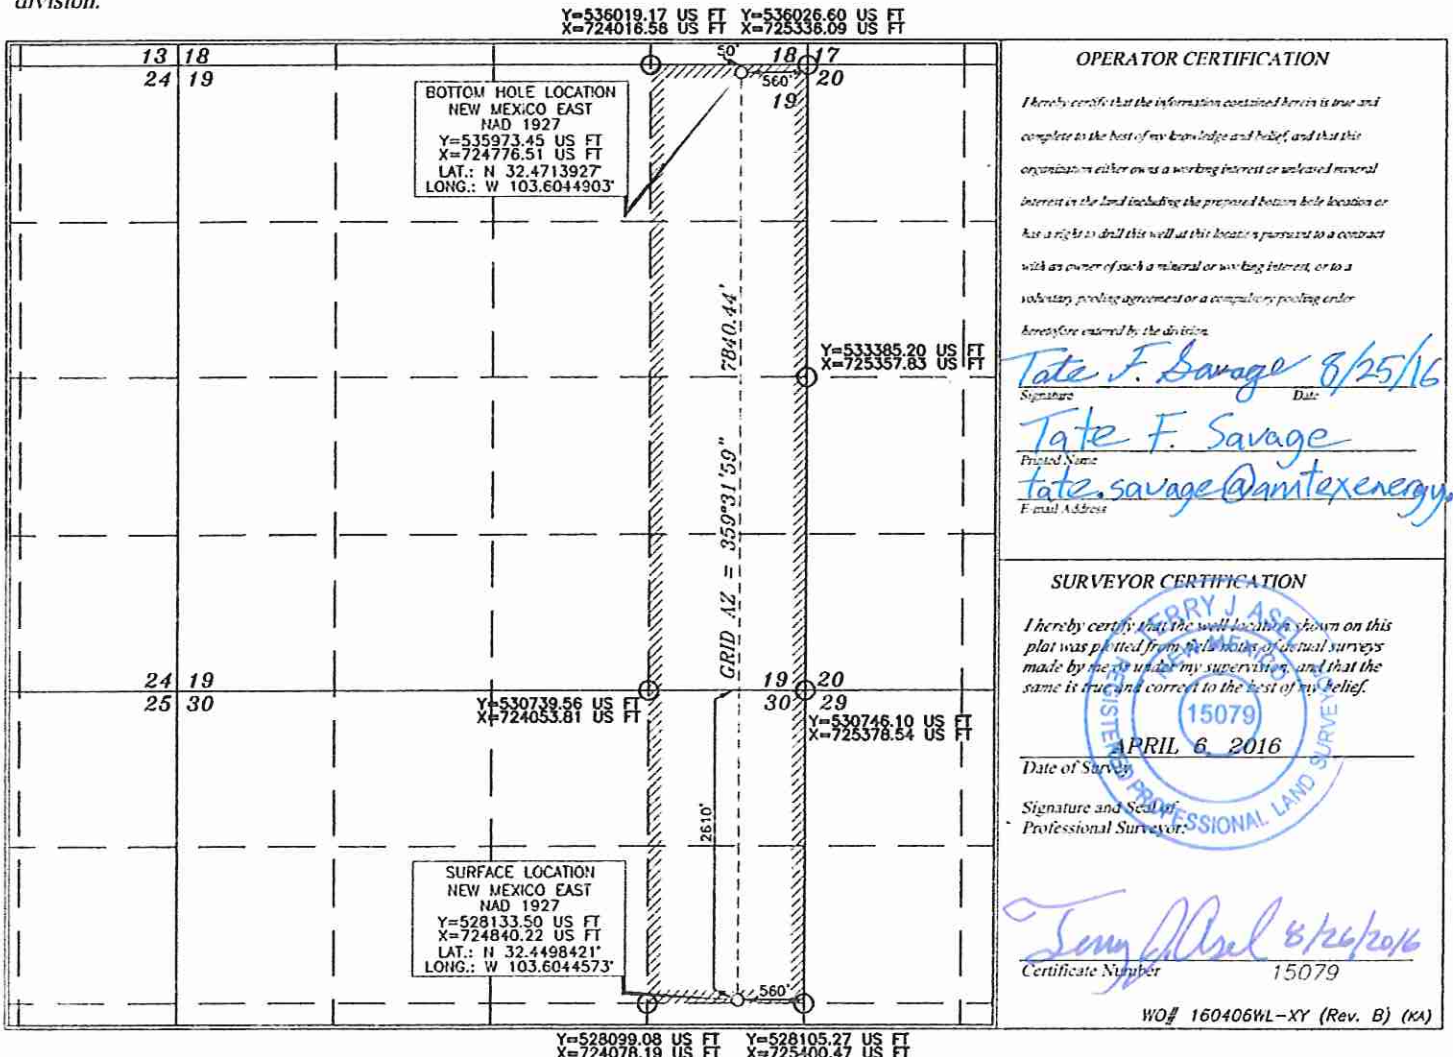 division.
Y=536019.17 US FT Y=536026.60 US FT
X=724016.58 US FT X=725336.09 US FT
13 18
24 19
50'
18 17
560' 20
19
BOTTOM HOLE LOCATION
NEW MEXICO EAST
NAD 1927
Y=535973.45 US FT
X=724776.51 US FT
LAT.: N 32.4713927°
LONG.: W 103.6044903°
7840.44'
Y=533385.20 US FT
X=725357.83 US FT
GRID AZ = 359°31'59"
24 19
25 30
19 20
30 29
Y=530739.56 US FT
X=724053.81 US FT
Y=530746.10 US FT
X=725378.54 US FT
2610'
SURFACE LOCATION
NEW MEXICO EAST
NAD 1927
Y=528133.50 US FT
X=724840.22 US FT
LAT.: N 32.4498421°
LONG.: W 103.6044573°
560'
Y=528099.08 US FT Y=528105.27 US FT
X=724078.19 US FT X=725400.47 US FT
OPERATOR CERTIFICATION
I hereby certify that the information contained herein is true and
complete to the best of my knowledge and belief, and that this
organization either owns a working interest or unleased mineral
interest in the land including the proposed bottom hole location or
has a right to drill this well at this location pursuant to a contract
with an owner of such a mineral or working interest, or to a
voluntary pooling agreement or a compulsory pooling order
heretofore entered by the division.
Tate F. Savage 8/25/16
Signature Date
Tate F. Savage
Printed Name
tate.savage@amtexenergy.
E-mail Address
SURVEYOR CERTIFICATION
I hereby certify that the well location shown on this
plat was plotted from field notes of actual surveys
made by me or under my supervision, and that the
same is true and correct to the best of my belief.
TERRY J. ASEL
NEW MEXICO
15079
REGISTERED PROFESSIONAL LAND SURVEYOR
APRIL 6, 2016
Date of Survey
Signature and Seal of
Professional Surveyor:
Terry J. Asel 8/26/2016
Certificate Number 15079
WO# 160406WL-XY (Rev. B) (KA)